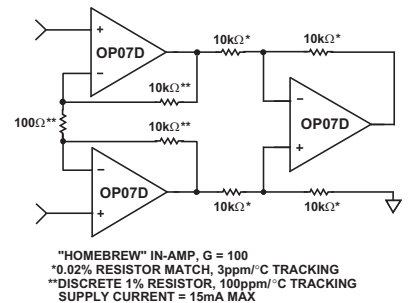 10kΩ* 10kΩ*
+
OP07D
−
10kΩ**
−
OP07D
+
100Ω**
10kΩ**
−
OP07D
+
10kΩ* 10kΩ*
"HOMEBREW" IN-AMP, G = 100
*0.02% RESISTOR MATCH, 3ppm/°C TRACKING
**DISCRETE 1% RESISTOR, 100ppm/°C TRACKING
SUPPLY CURRENT = 15mA MAX